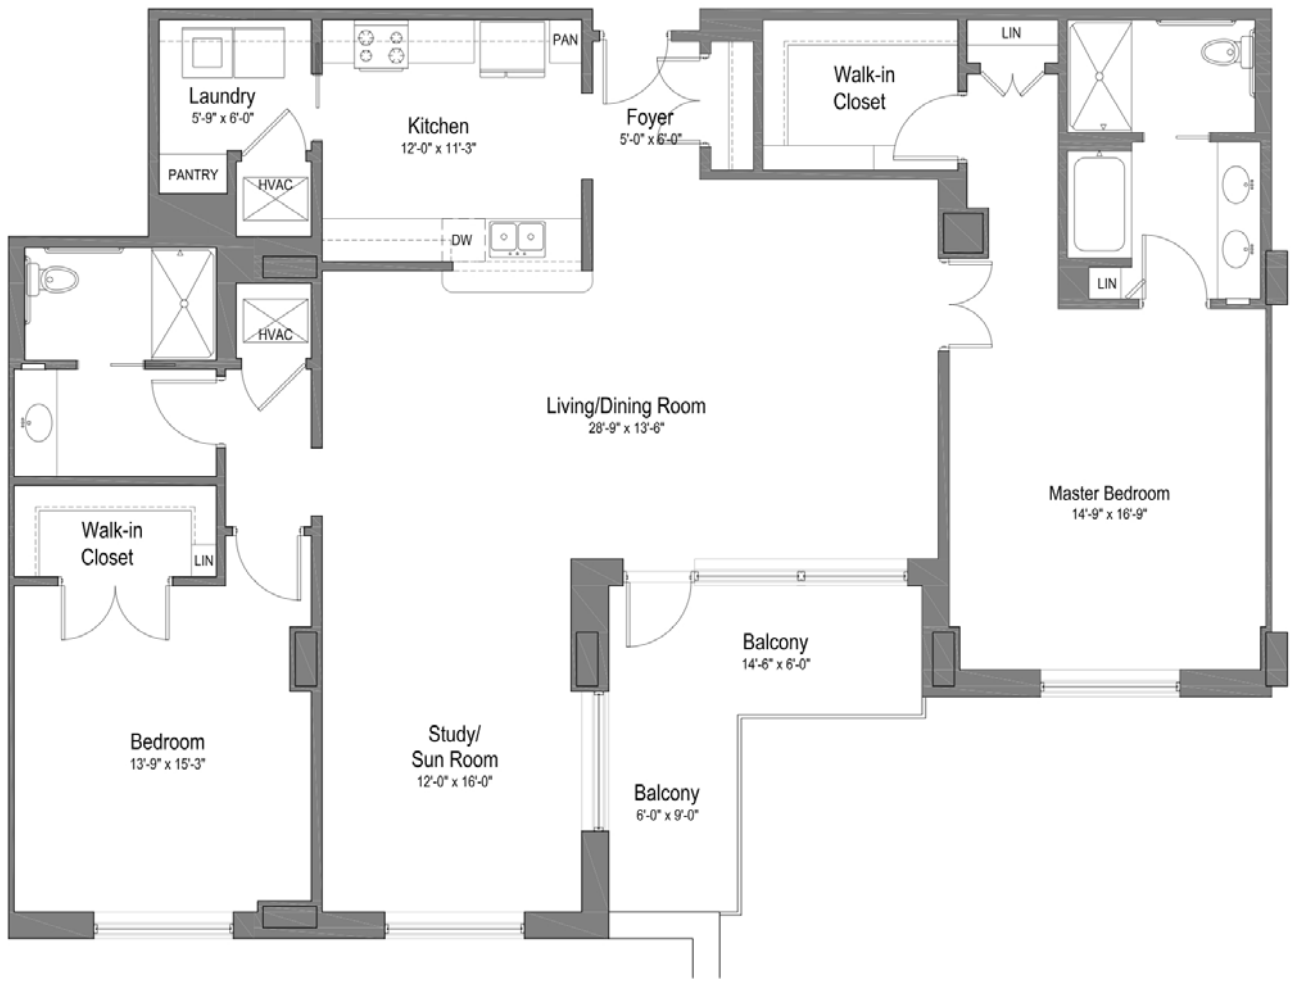 LIN
PAN
Walk-in
Closet
Laundry
5'-9" x 6'-0"
Foyer
5'-0" x 6'-0"
Kitchen
12'-0" x 11'-3"
PANTRY
HVAC
DW
LIN
HVAC
Living/Dining Room
28'-9" x 13'-6"
Master Bedroom
14'-9" x 16'-9"
Walk-in
Closet
LIN
Balcony
14'-6" x 6'-0"
Study/
Sun Room
12'-0" x 16'-0"
Bedroom
13'-9" x 15'-3"
Balcony
6'-0" x 9'-0"